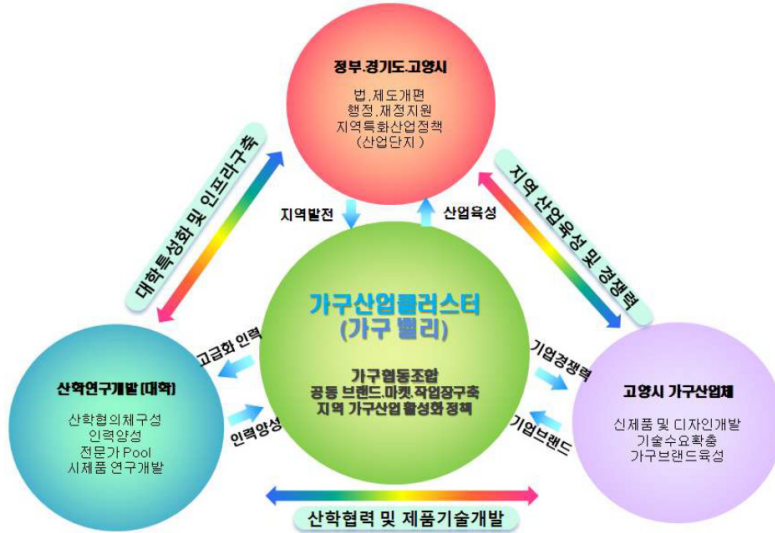 정부.경기도.고양시
법.제도개편
행정.재정지원
지역특화산업정책
(산업단지)
대학특성화 및 인프라구축
지역 산업육성 및 경쟁력
지역발전
산업육성
가구산업클러스터
(가구 밸리)
가구협동조합
공동 브랜드.마켓.작업장구축
지역 가구산업 활성화 정책
고급화 인력
인력양성
기업경쟁력
기업브랜드
산학연구개발 [대학]
산학협의체구성
인력양성
전문가 Pool
시제품 연구개발
고양시 가구산업체
신제품 및 디자인개발
기술수요확충
가구브랜드육성
산학협력 및 제품기술개발